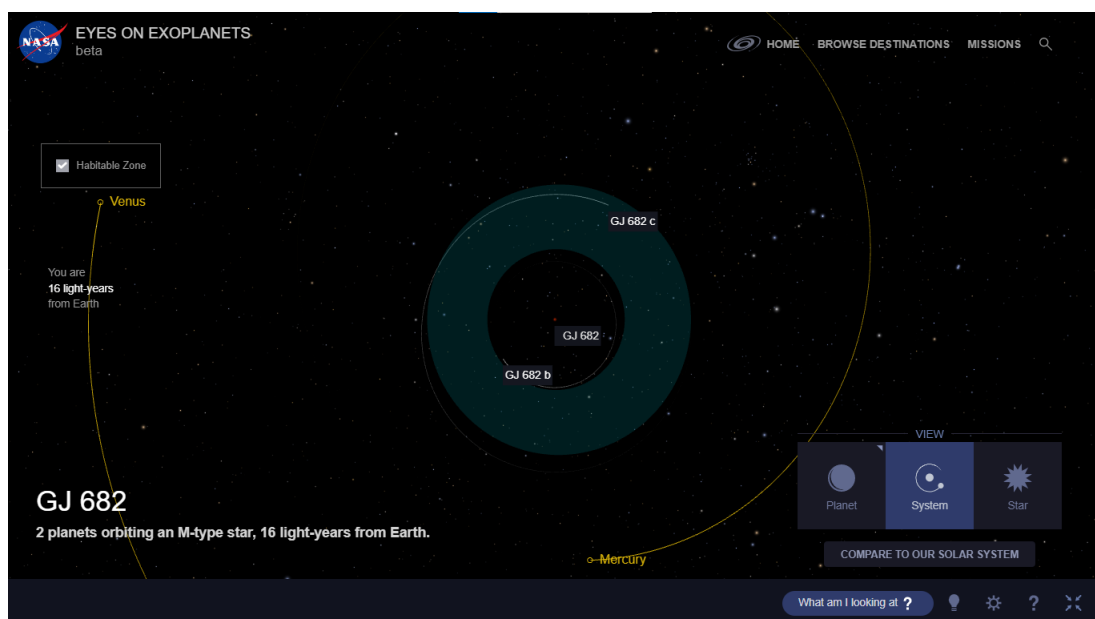 NASA
EYES ON EXOPLANETS
beta
HOME BROWSE DESTINATIONS MISSIONS
Habitable Zone
Venus
GJ 682 c
You are
16 light-years
from Earth
GJ 682
GJ 682 b
VIEW
Planet System Star
GJ 682
2 planets orbiting an M-type star, 16 light-years from Earth.
COMPARE TO OUR SOLAR SYSTEM
Mercury
What am I looking at ?
?